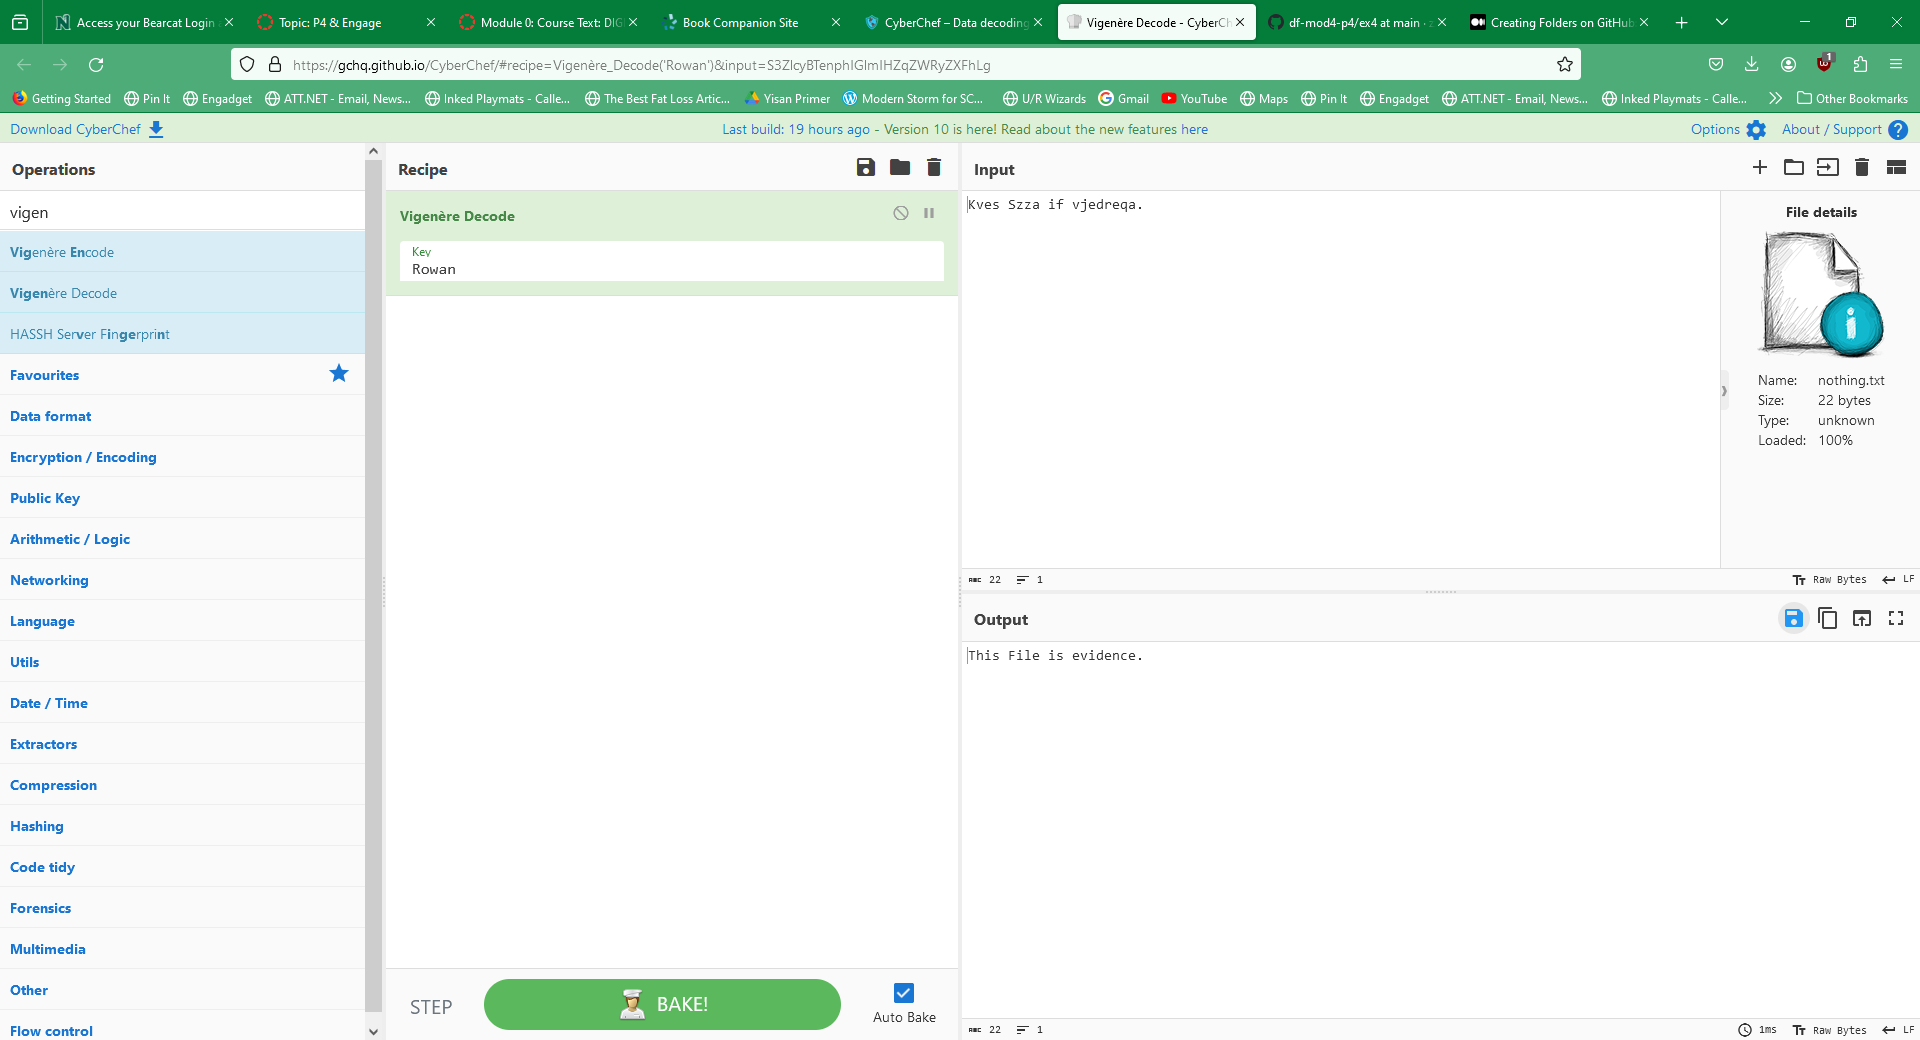 Access your Bearcat Login
Topic: P4 & Engage
Module 0: Course Text: DIG
Book Companion Site
CyberChef – Data decoding
Vigenère Decode - CyberCh
df-mod4-p4/ex4 at main · z
Creating Folders on GitHub
https://gchq.github.io/CyberChef/#recipe=Vigenère_Decode('Rowan')&input=S3ZlcyBTenphIGlmIHZqZWRyZXFhLg
1
Getting Started
Pin It
Engadget
ATT.NET - Email, News...
Inked Playmats - Calle...
The Best Fat Loss Artic...
Yisan Primer
Modern Storm for SC...
U/R Wizards
Gmail
YouTube
Maps
Pin It
Engadget
ATT.NET - Email, News...
Inked Playmats - Calle...
Other Bookmarks
Download CyberChef
Last build: 19 hours ago - Version 10 is here! Read about the new features here
Options
About / Support
Operations
vigen
Vigenère Encode
Vigenère Decode
HASSH Server Fingerprint
Favourites
Data format
Encryption / Encoding
Public Key
Arithmetic / Logic
Networking
Language
Utils
Date / Time
Extractors
Compression
Hashing
Code tidy
Forensics
Multimedia
Other
Flow control
Recipe
Vigenère Decode
Key
Rowan
STEP
BAKE!
Auto Bake
Input
Kves Szza if vjedreqa.
File details
Name: nothing.txt
Size: 22 bytes
Type: unknown
Loaded: 100%
ABC 22 1
Tr Raw Bytes LF
Output
This File is evidence.
ABC 22 1
1ms Tr Raw Bytes LF